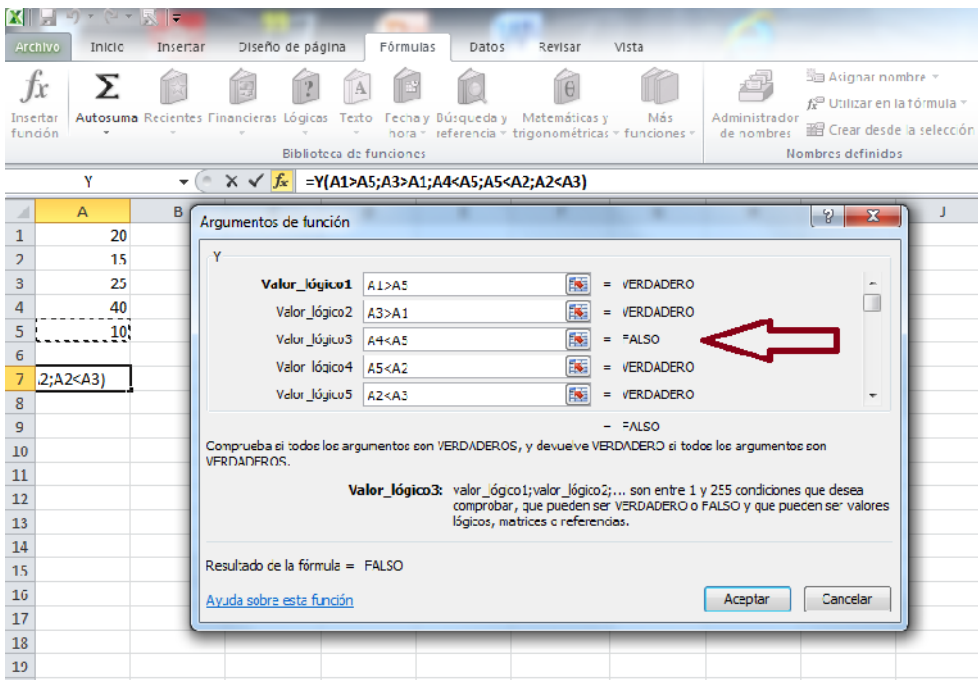 Archivo Inicio Insertar Diseño de página Fórmulas Datos Revisar Vista
fx Σ ? A θ Asignar nombre
Utilizar en la fórmula
Insertar función Autosuma Recientes Financieras Lógicas Texto Fecha y hora Búsqueda y referencia Matemáticas y trigonométricas Más funciones Administrador de nombres Crear desde la selección
Biblioteca de funciones Nombres definidos
Y fx =Y(A1>A5;A3>A1;A4<A5;A5<A2;A2<A3)
A B J
1 20
2 15
3 25
4 40
5 10
6
7 2;A2<A3)
8
9
10
11
12
13
14
15
16
17
18
19
Argumentos de función ? X
Y
Valor_lógico1 A1>A5 = VERDADERO
Valor_lógico2 A3>A1 = VERDADERO
Valor_lógico3 A4<A5 = FALSO
Valor_lógico4 A5<A2 = VERDADERO
Valor_lógico5 A2<A3 = VERDADERO
= FALSO
Comprueba si todos los argumentos son VERDADEROS, y devuelve VERDADERO si todos los argumentos son
VERDADEROS.
Valor_lógico3: valor_lógico1;valor_lógico2;... son entre 1 y 255 condiciones que desea
comprobar, que pueden ser VERDADERO o FALSO y que pueden ser valores
lógicos, matrices o referencias.
Resultado de la fórmula = FALSO
Ayuda sobre esta función Aceptar Cancelar